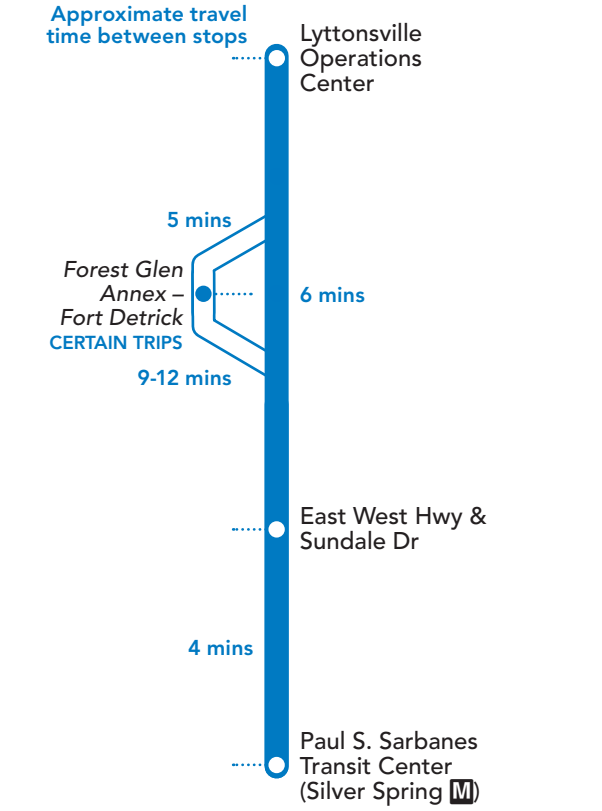 Approximate travel
time between stops
Lyttonsville
Operations
Center
5 mins
Forest Glen
Annex –
Fort Detrick
CERTAIN TRIPS
6 mins
9-12 mins
East West Hwy &
Sundale Dr
4 mins
Paul S. Sarbanes
Transit Center
(Silver Spring M)